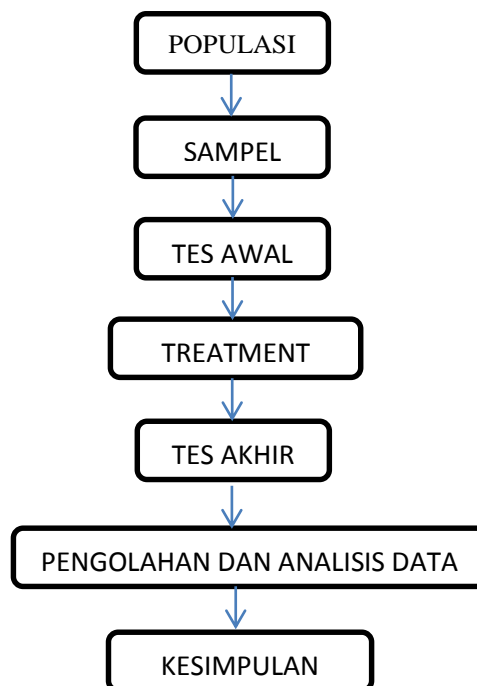 POPULASI
SAMPEL
TES AWAL
TREATMENT
TES AKHIR
PENGOLAHAN DAN ANALISIS DATA
KESIMPULAN